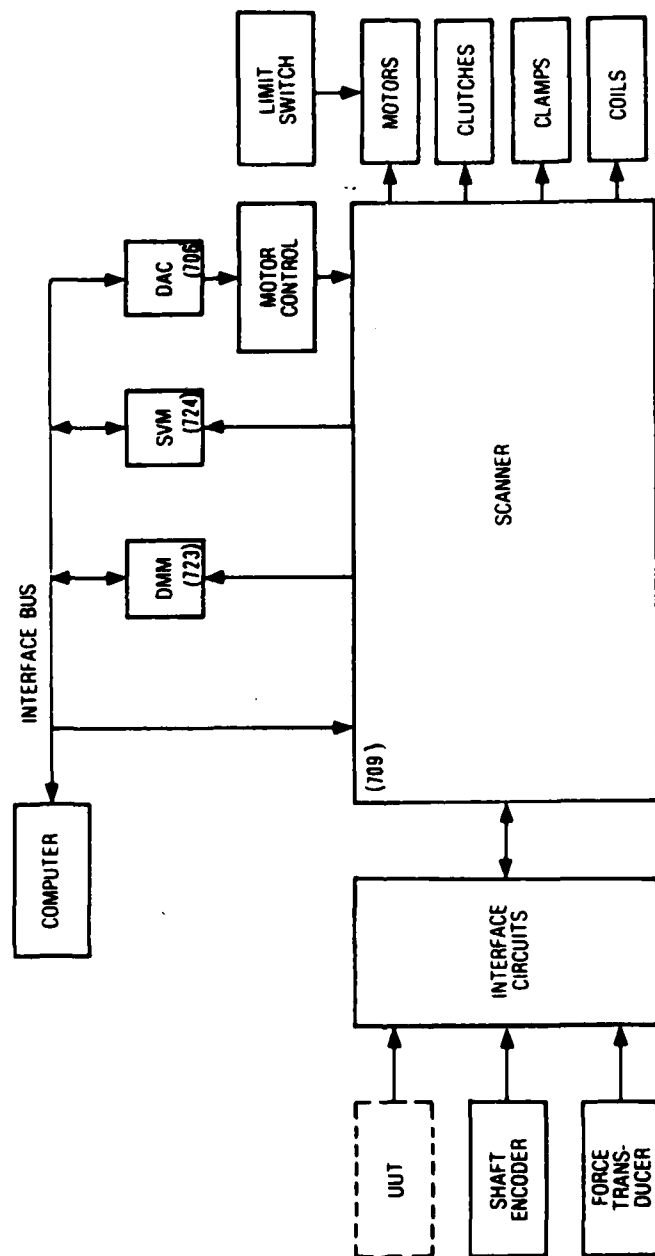 COMPUTER
INTERFACE BUS
DMM
(723)
SVM
(724)
DAC
(706)
MOTOR
CONTROL
LIMIT
SWITCH
(709)
SCANNER
MOTORS
CLUTCHES
CLAMPS
COILS
INTERFACE
CIRCUITS
UUT
SHAFT
ENCODER
FORCE
TRANS-
DUCER